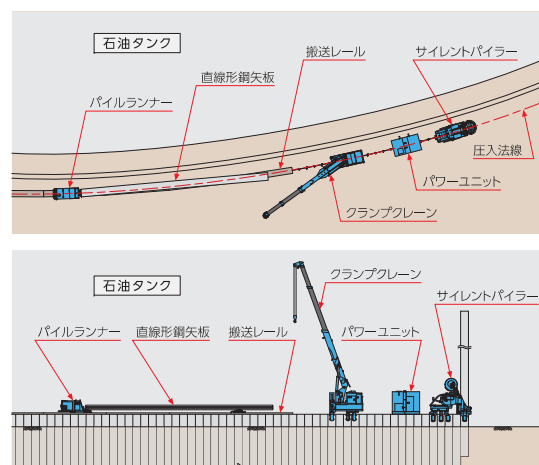 石油タンク
搬送レール
サイレントパイラー
直線形鋼矢板
パイルランナー
圧入法線
パワーユニット
クランプクレーン
石油タンク
クランプクレーン
サイレントパイラー
パイルランナー
直線形鋼矢板
搬送レール
パワーユニット